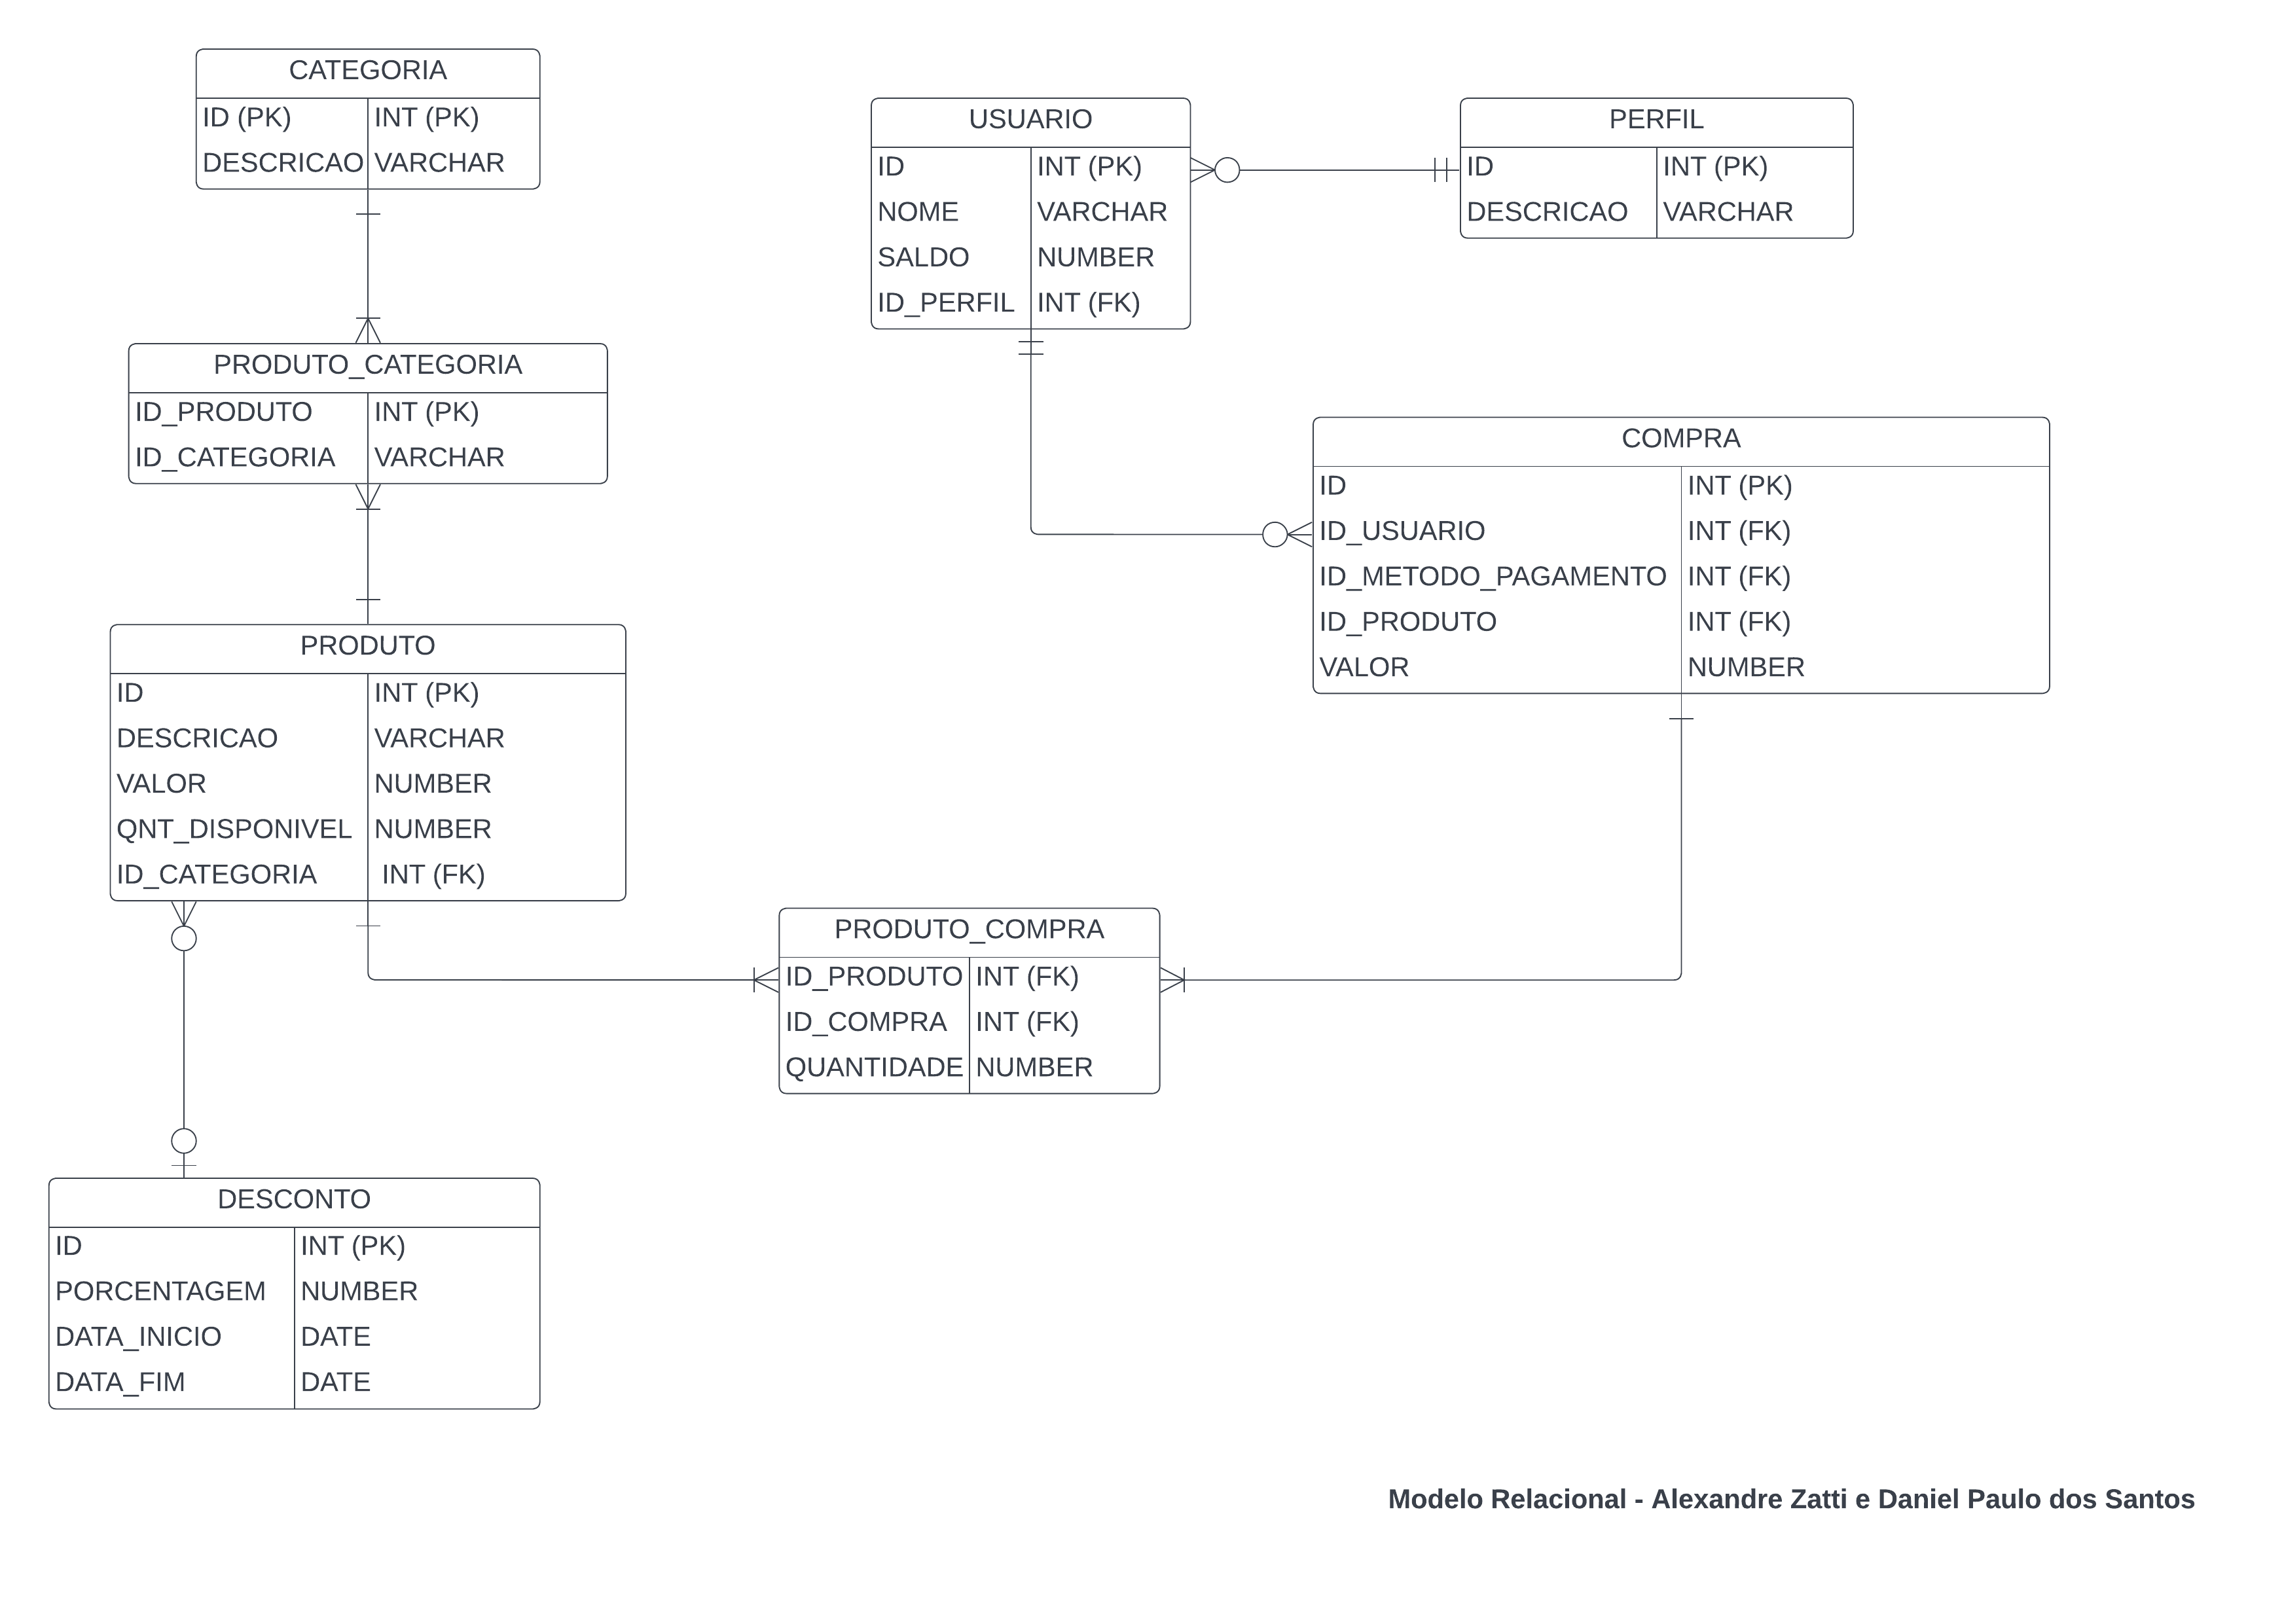 CATEGORIA
ID (PK) INT (PK)
DESCRICAO VARCHAR
PRODUTO_CATEGORIA
ID_PRODUTO INT (PK)
ID_CATEGORIA VARCHAR
PRODUTO
ID INT (PK)
DESCRICAO VARCHAR
VALOR NUMBER
QNT_DISPONIVEL NUMBER
ID_CATEGORIA INT (FK)
DESCONTO
ID INT (PK)
PORCENTAGEM NUMBER
DATA_INICIO DATE
DATA_FIM DATE
USUARIO
ID INT (PK)
NOME VARCHAR
SALDO NUMBER
ID_PERFIL INT (FK)
PERFIL
ID INT (PK)
DESCRICAO VARCHAR
COMPRA
ID INT (PK)
ID_USUARIO INT (FK)
ID_METODO_PAGAMENTO INT (FK)
ID_PRODUTO INT (FK)
VALOR NUMBER
PRODUTO_COMPRA
ID_PRODUTO INT (FK)
ID_COMPRA INT (FK)
QUANTIDADE NUMBER
Modelo Relacional - Alexandre Zatti e Daniel Paulo dos Santos